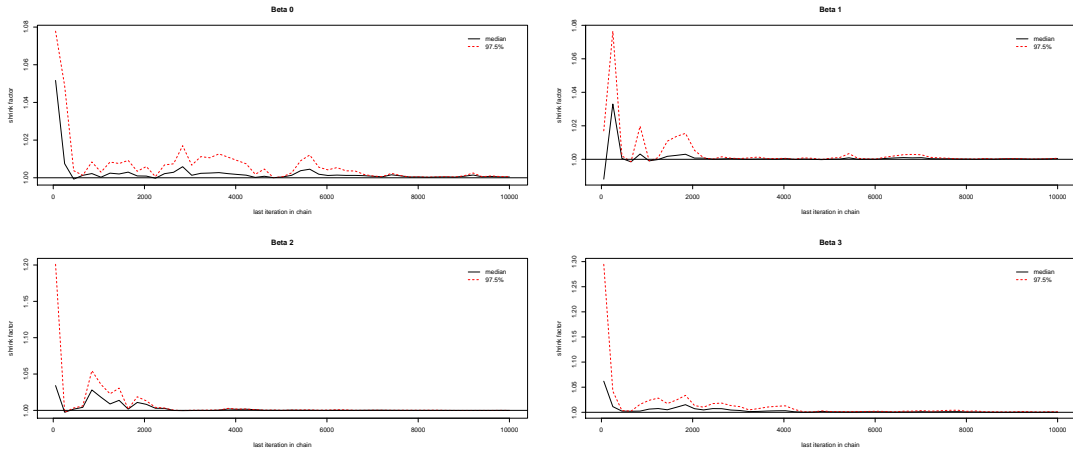 Beta 0
1.08
1.06
1.04
1.02
1.00
shrink factor
median
97.5%
0 2000 4000 6000 8000 10000
last iteration in chain
Beta 1
1.08
1.06
1.04
1.02
1.00
shrink factor
median
97.5%
0 2000 4000 6000 8000 10000
last iteration in chain
Beta 2
1.20
1.15
1.10
1.05
1.00
shrink factor
median
97.5%
0 2000 4000 6000 8000 10000
last iteration in chain
Beta 3
1.30
1.25
1.20
1.15
1.10
1.05
1.00
shrink factor
median
97.5%
0 2000 4000 6000 8000 10000
last iteration in chain